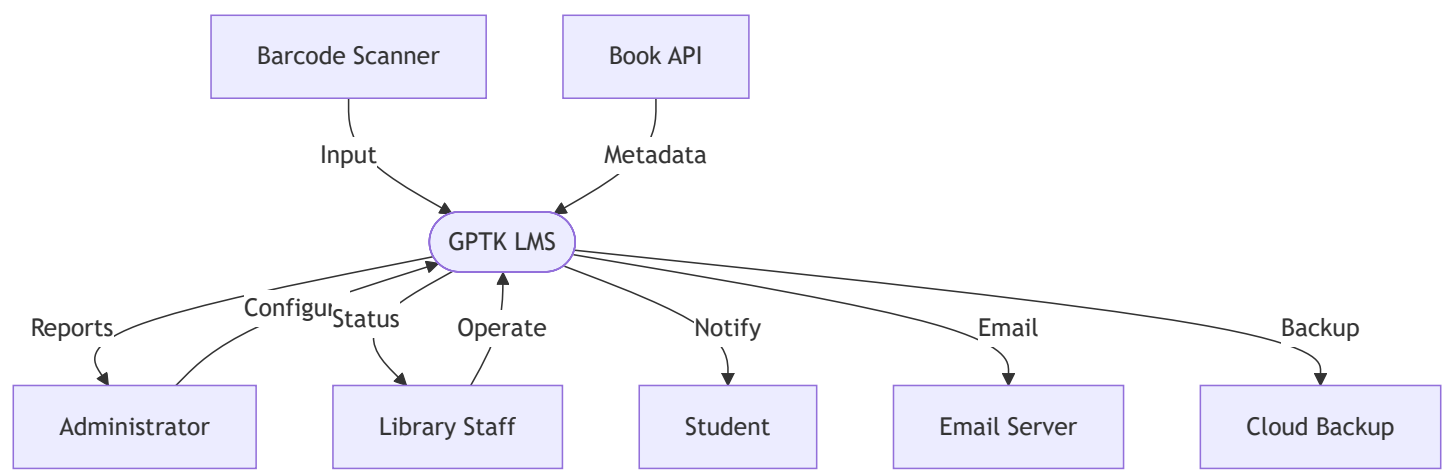 Barcode Scanner
Book API
Input
Metadata
GPTK LMS
Reports
Configur
Status
Operate
Notify
Email
Backup
Administrator
Library Staff
Student
Email Server
Cloud Backup